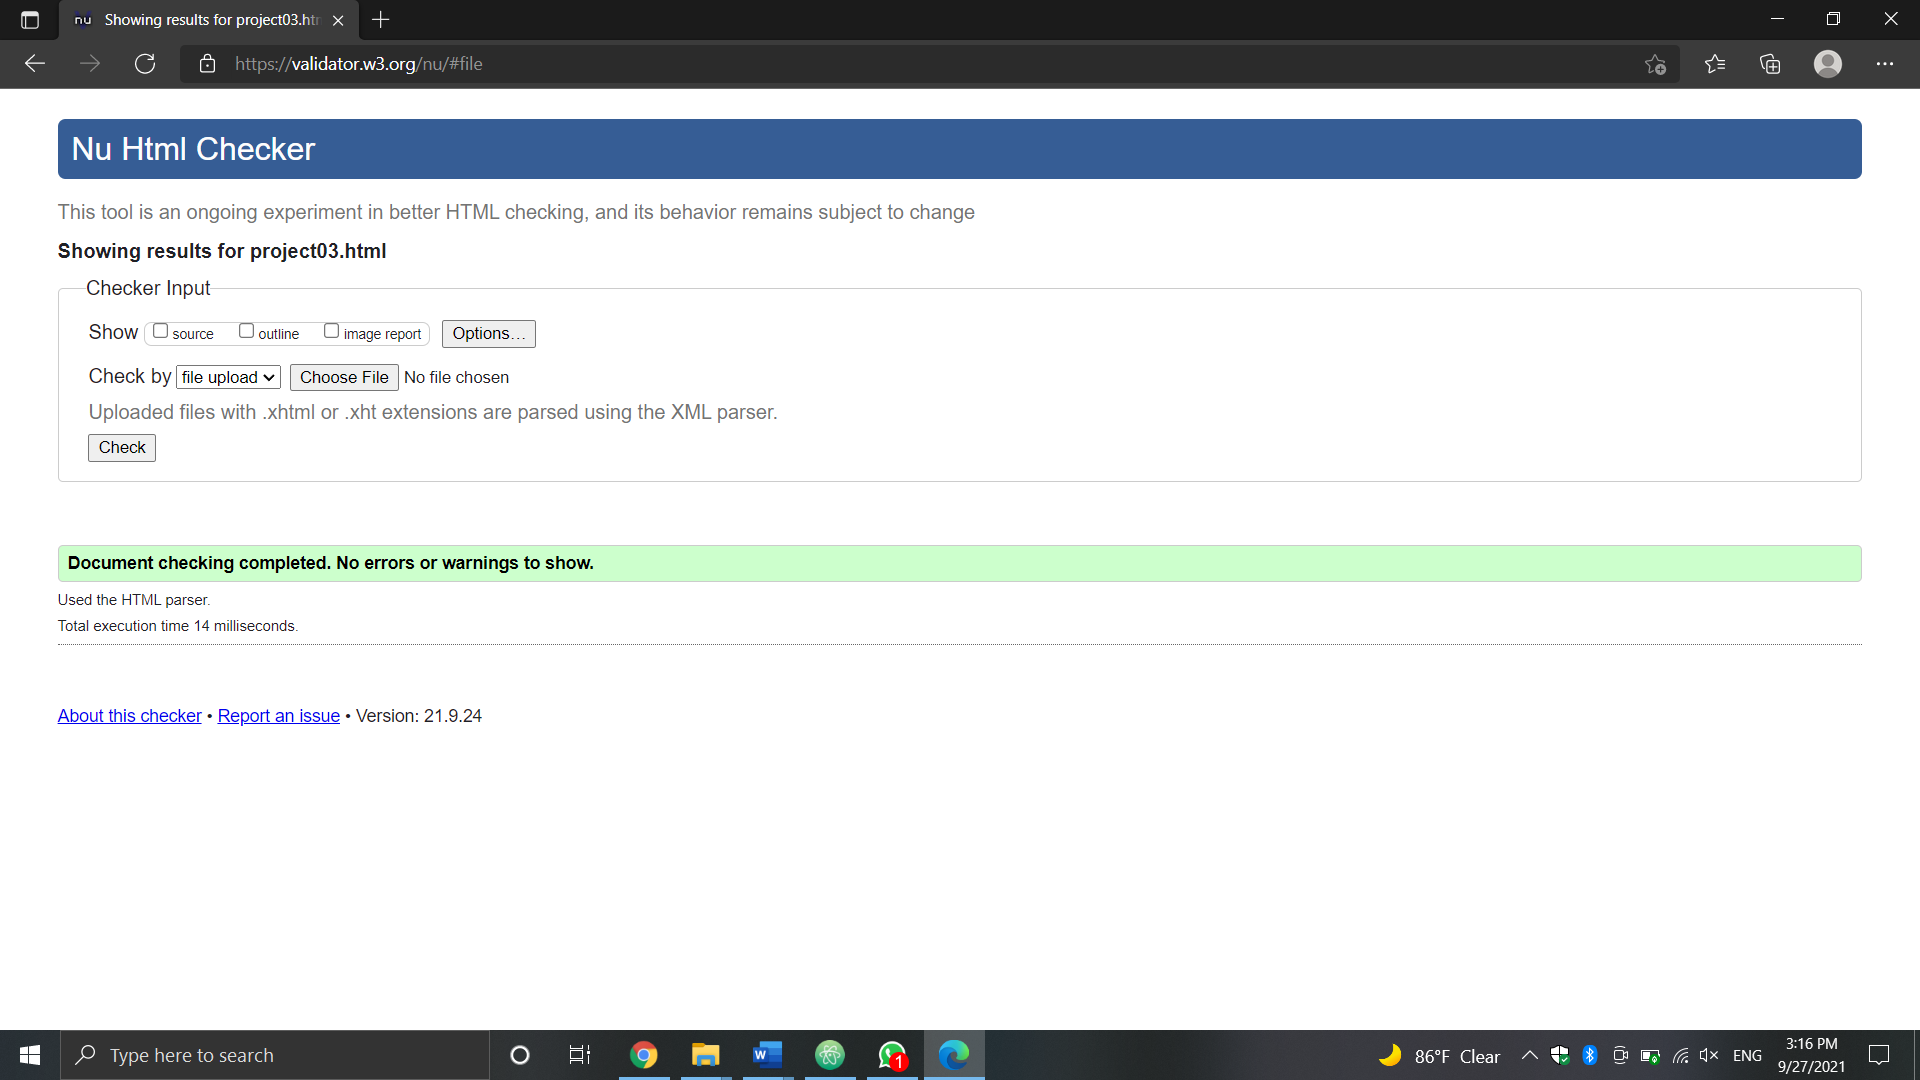 nu Showing results for project03.htm
https://validator.w3.org/nu/#file
Nu Html Checker
This tool is an ongoing experiment in better HTML checking, and its behavior remains subject to change
Showing results for project03.html
Checker Input
Show source outline image report Options...
Check by file upload Choose File No file chosen
Uploaded files with .xhtml or .xht extensions are parsed using the XML parser.
Check
Document checking completed. No errors or warnings to show.
Used the HTML parser.
Total execution time 14 milliseconds.
About this checker • Report an issue • Version: 21.9.24
Type here to search
W
1
86°F Clear
ENG
3:16 PM
9/27/2021